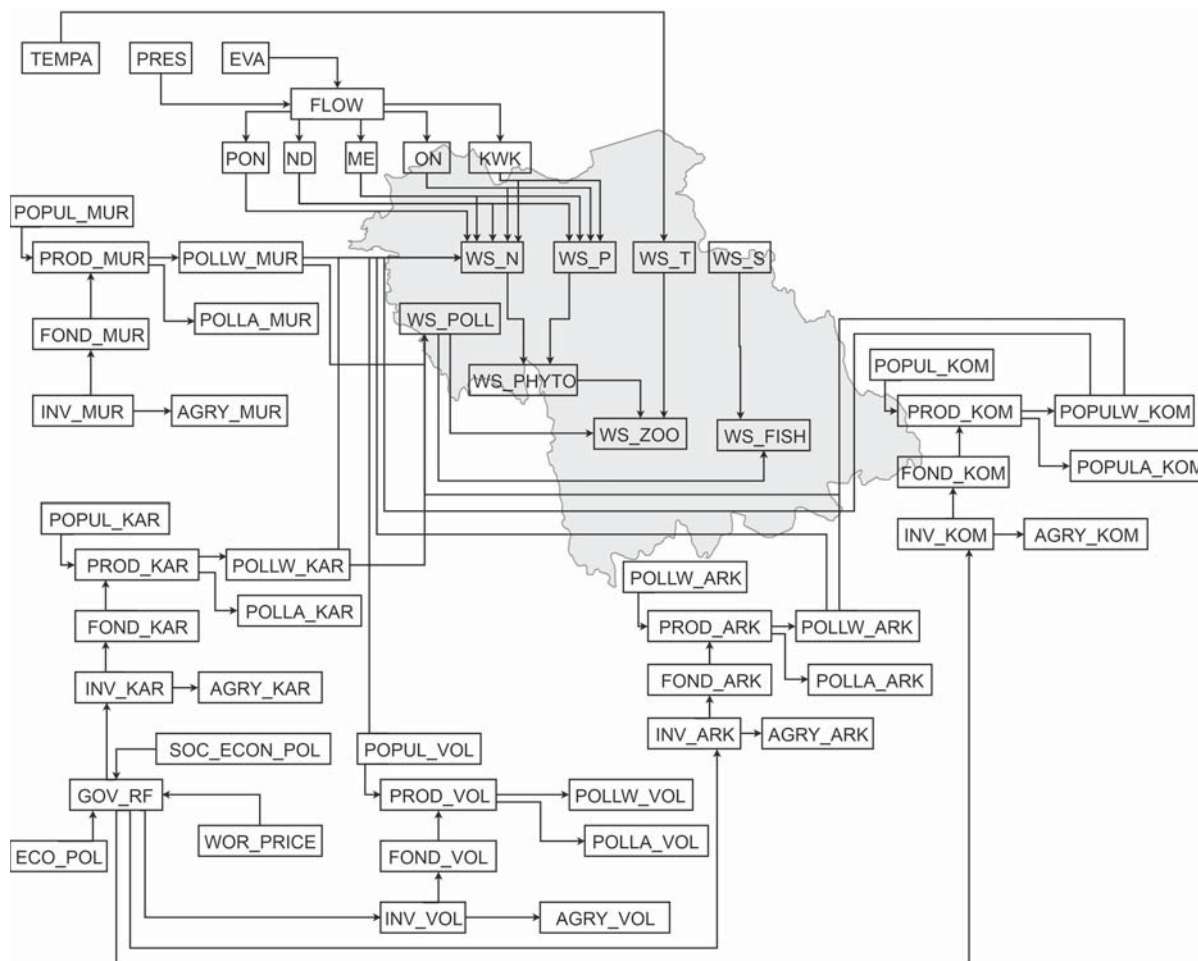 TEMPA
PRES
EVA
FLOW
PON
ND
ME
ON
KWK
POPUL_MUR
PROD_MUR
POLLW_MUR
WS_N
WS_P
WS_T
WS_S
POLLA_MUR
WS_POLL
FOND_MUR
WS_PHYTO
POPUL_KOM
INV_MUR
AGRY_MUR
PROD_KOM
POPULW_KOM
WS_ZOO
WS_FISH
FOND_KOM
POPULA_KOM
POPUL_KAR
INV_KOM
AGRY_KOM
PROD_KAR
POLLW_KAR
POLLW_ARK
POLLA_KAR
FOND_KAR
PROD_ARK
POLLW_ARK
INV_KAR
AGRY_KAR
FOND_ARK
POLLA_ARK
INV_ARK
AGRY_ARK
SOC_ECON_POL
POPUL_VOL
GOV_RF
PROD_VOL
POLLW_VOL
WOR_PRICE
POLLA_VOL
ECO_POL
FOND_VOL
INV_VOL
AGRY_VOL